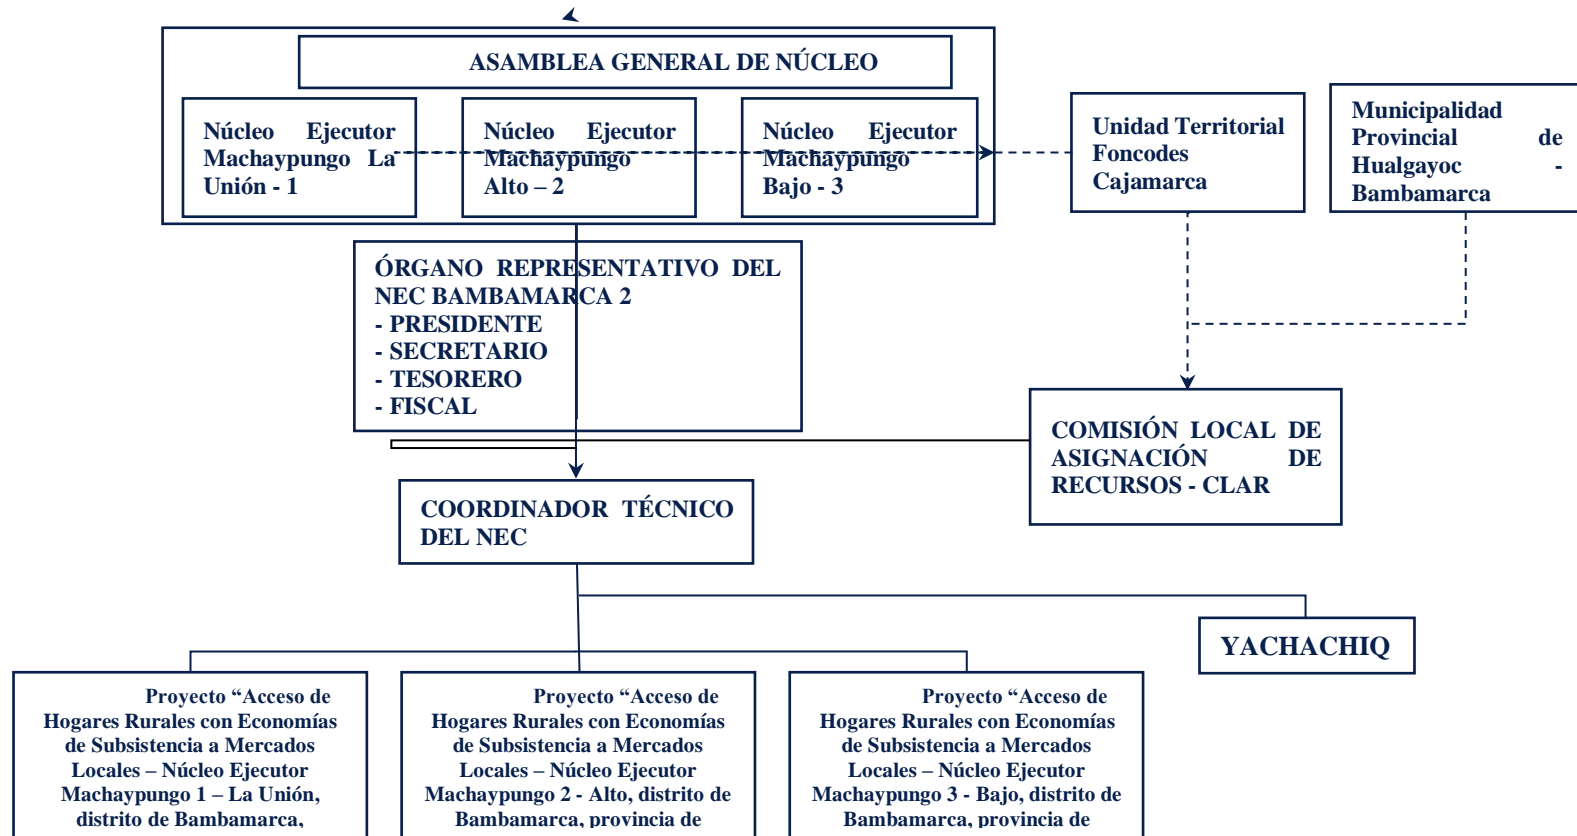 ASAMBLEA GENERAL DE NÚCLEO
Núcleo Ejecutor
Machaypungo La
Unión - 1
Núcleo Ejecutor
Machaypungo
Alto – 2
Núcleo Ejecutor
Machaypungo
Bajo - 3
Unidad Territorial
Foncodes
Cajamarca
Municipalidad
Provincial de
Hualgayoc -
Bambamarca
ÓRGANO REPRESENTATIVO DEL
NEC BAMBAMARCA 2
- PRESIDENTE
- SECRETARIO
- TESORERO
- FISCAL
COMISIÓN LOCAL DE
ASIGNACIÓN DE
RECURSOS - CLAR
COORDINADOR TÉCNICO
DEL NEC
YACHACHIQ
Proyecto “Acceso de
Hogares Rurales con Economías
de Subsistencia a Mercados
Locales – Núcleo Ejecutor
Machaypungo 1 – La Unión,
distrito de Bambamarca,
Proyecto “Acceso de
Hogares Rurales con Economías
de Subsistencia a Mercados
Locales – Núcleo Ejecutor
Machaypungo 2 - Alto, distrito de
Bambamarca, provincia de
Proyecto “Acceso de
Hogares Rurales con Economías
de Subsistencia a Mercados
Locales – Núcleo Ejecutor
Machaypungo 3 - Bajo, distrito de
Bambamarca, provincia de